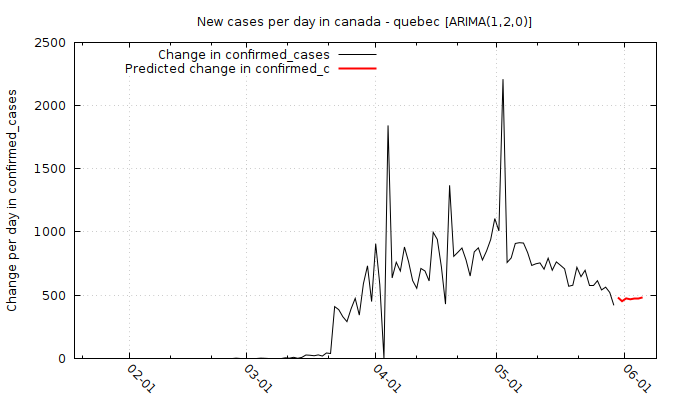 New cases per day in canada - quebec [ARIMA(1,2,0)]
Change in confirmed_cases
Predicted change in confirmed_c
Change per day in confirmed_cases
2500
2000
1500
1000
500
0
02-01
03-01
04-01
05-01
06-01